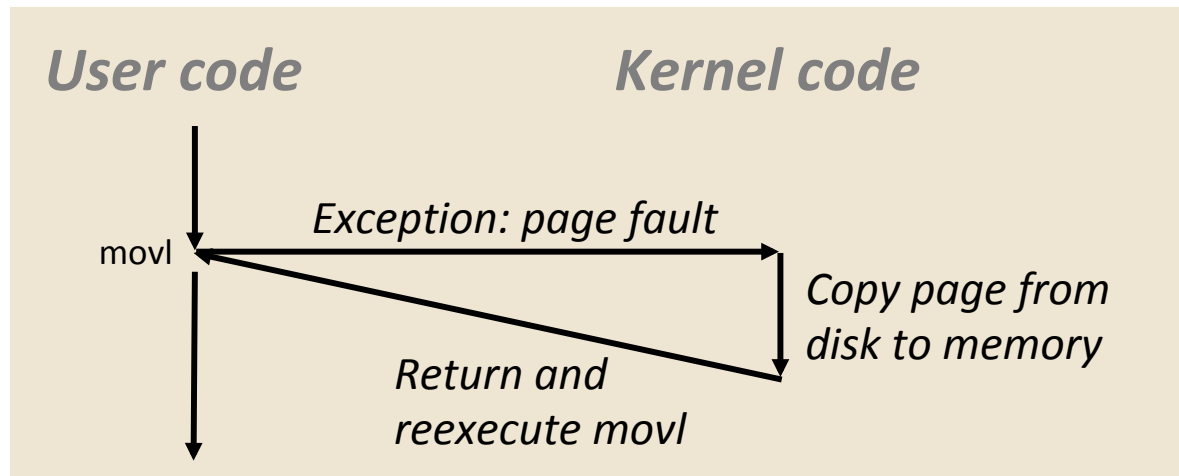 User code
Kernel code
Exception: page fault
movl
Copy page from
disk to memory
Return and
reexecute movl